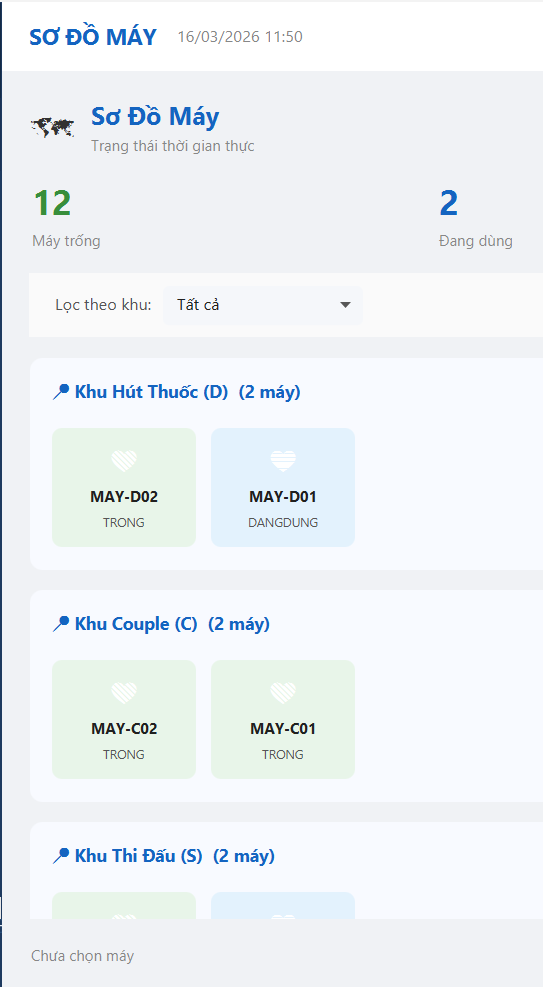 SƠ ĐỒ MÁY 16/03/2026 11:50
Sơ Đồ Máy
Trạng thái thời gian thực
12 2
Máy trống Đang dùng
Lọc theo khu: Tất cả
Khu Hút Thuốc (D) (2 máy)
MAY-D02 MAY-D01
TRONG DANGDUNG
Khu Couple (C) (2 máy)
MAY-C02 MAY-C01
TRONG TRONG
Khu Thi Đấu (S) (2 máy)
Chưa chọn máy